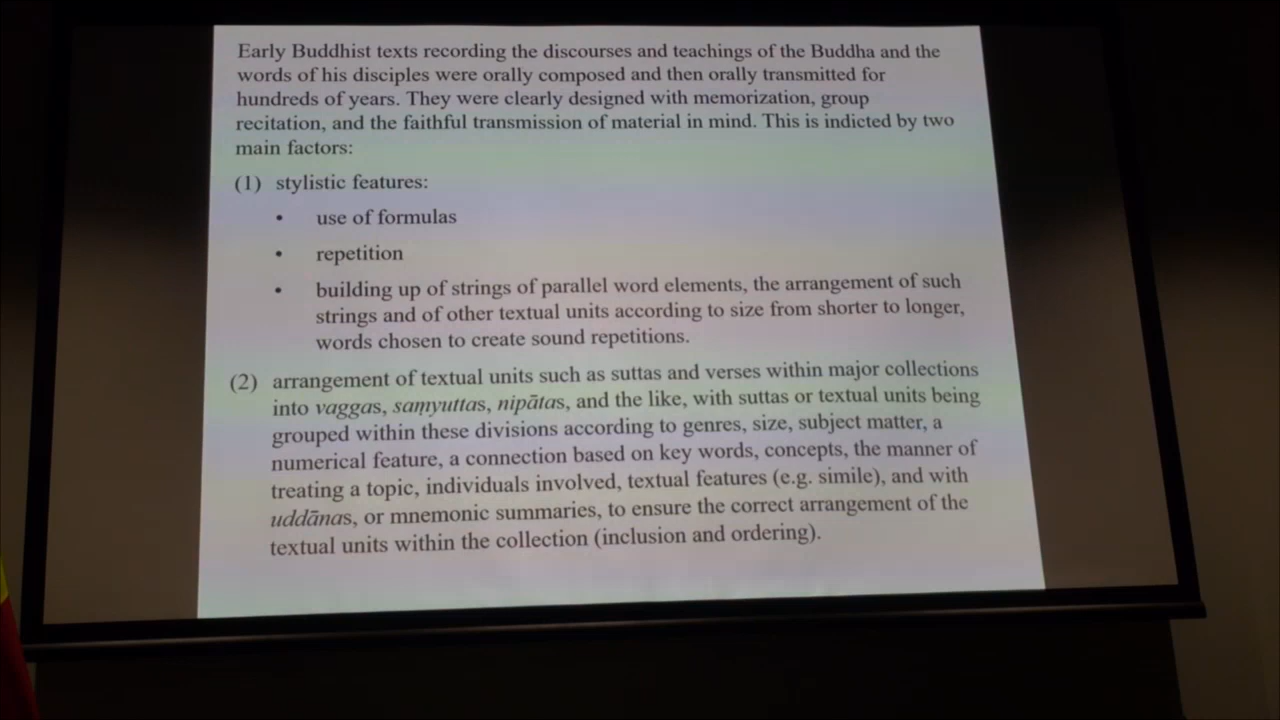 Early Buddhist texts recording the discourses and teachings of the Buddha and the
words of his disciples were orally composed and then orally transmitted for
hundreds of years. They were clearly designed with memorization, group
recitation, and the faithful transmission of material in mind. This is indicted by two
main factors:
(1) stylistic features:
• use of formulas
• repetition
• building up of strings of parallel word elements, the arrangement of such
strings and of other textual units according to size from shorter to longer,
words chosen to create sound repetitions.
(2) arrangement of textual units such as suttas and verses within major collections
into vaggas, saṃyuttas, nipātas, and the like, with suttas or textual units being
grouped within these divisions according to genres, size, subject matter, a
numerical feature, a connection based on key words, concepts, the manner of
treating a topic, individuals involved, textual features (e.g. simile), and with
uddānas, or mnemonic summaries, to ensure the correct arrangement of the
textual units within the collection (inclusion and ordering).